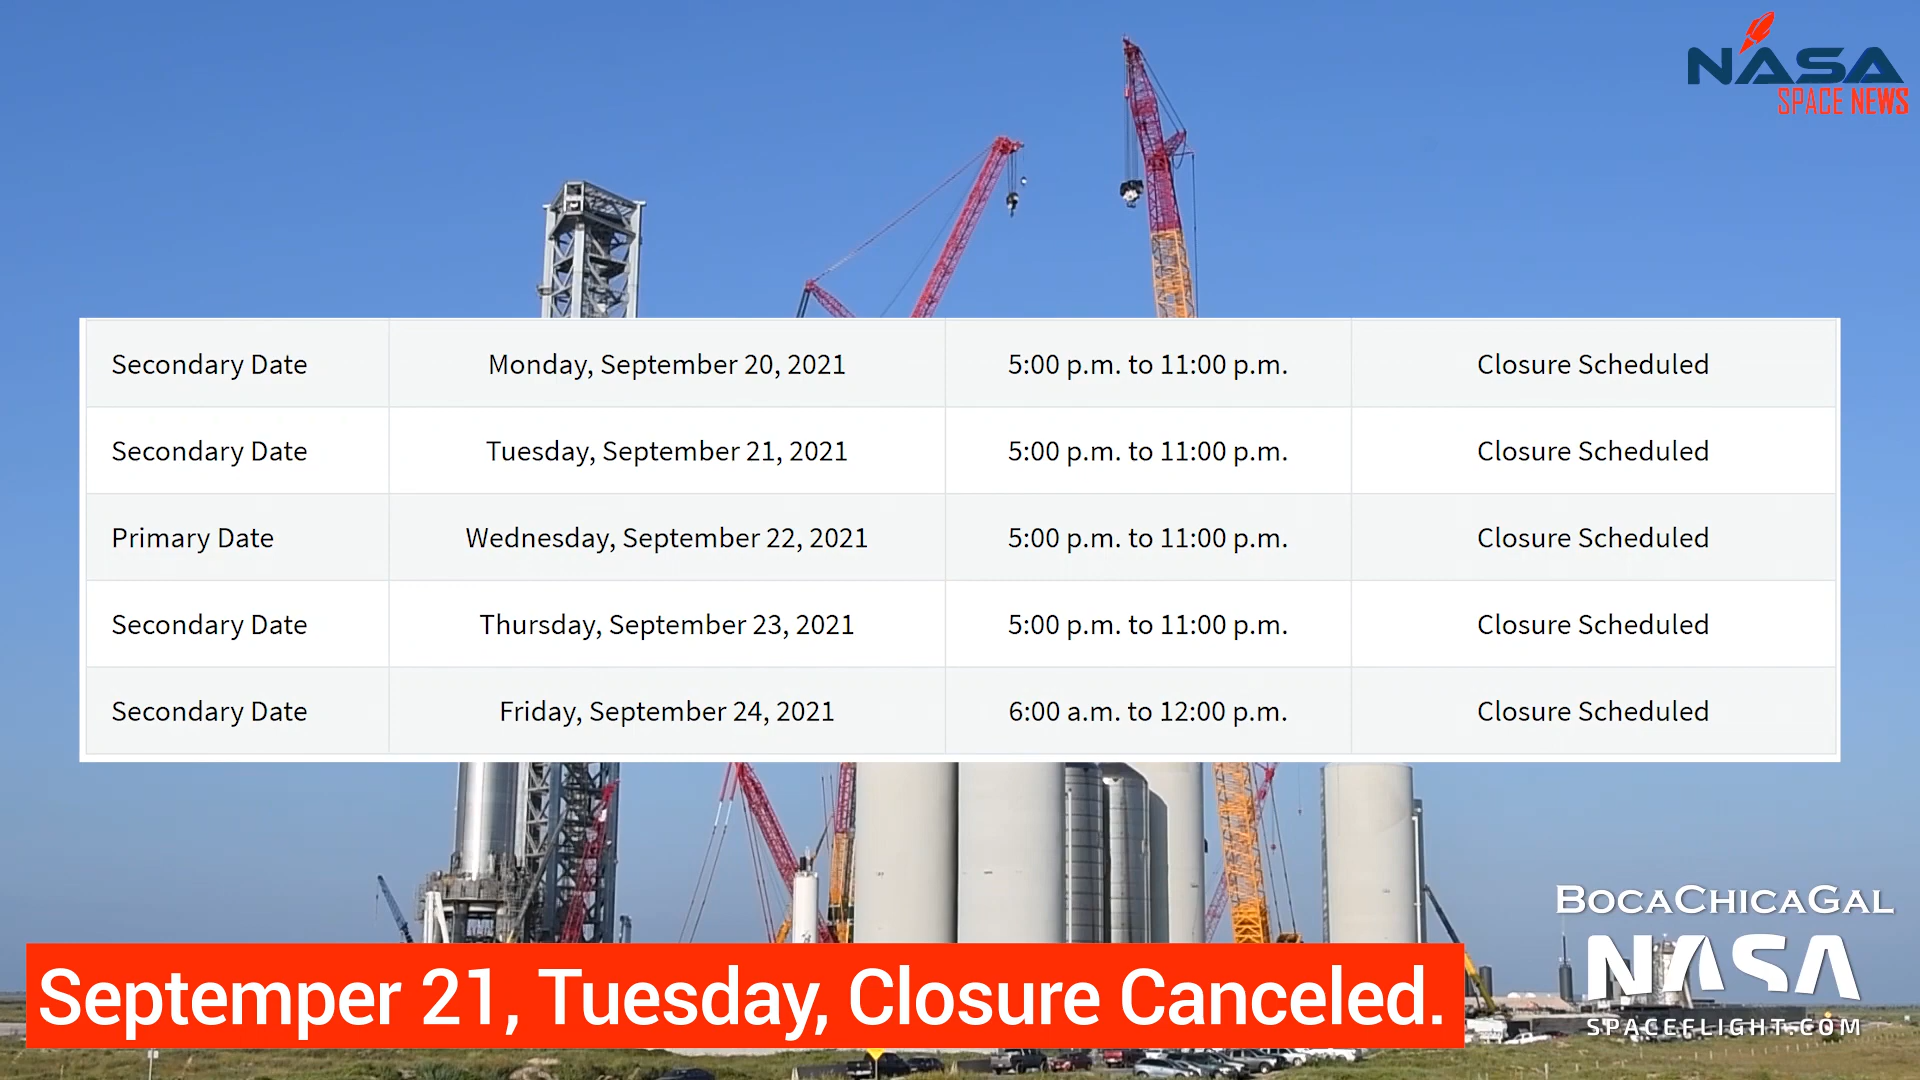 NASA
SPACE NEWS
Secondary Date Monday, September 20, 2021 5:00 p.m. to 11:00 p.m. Closure Scheduled
Secondary Date Tuesday, September 21, 2021 5:00 p.m. to 11:00 p.m. Closure Scheduled
Primary Date Wednesday, September 22, 2021 5:00 p.m. to 11:00 p.m. Closure Scheduled
Secondary Date Thursday, September 23, 2021 5:00 p.m. to 11:00 p.m. Closure Scheduled
Secondary Date Friday, September 24, 2021 6:00 a.m. to 12:00 p.m. Closure Scheduled
BOCACHICAGAL
NASA
SPACEFLIGHT.COM
Septemper 21, Tuesday, Closure Canceled.